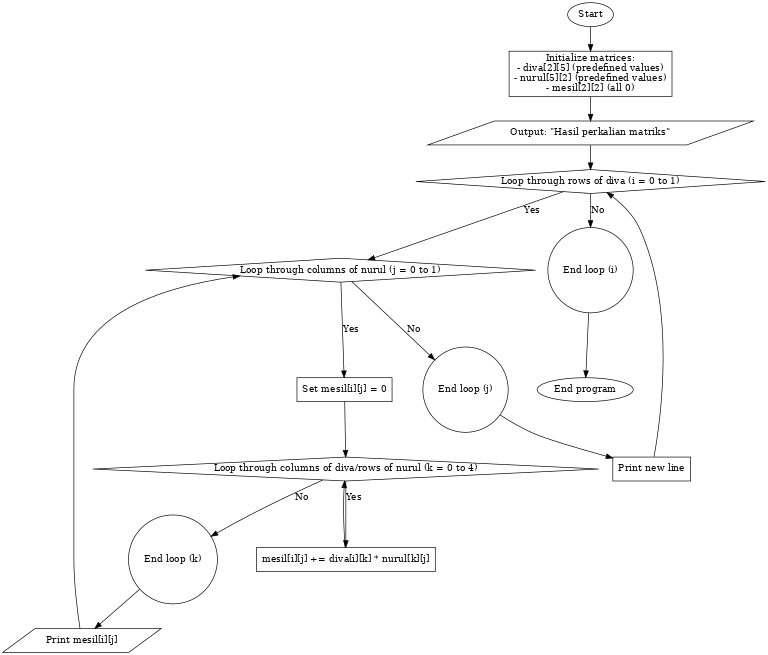 Start
Initialize matrices:
- diva[2][5] (predefined values)
- nurul[5][2] (predefined values)
- mesil[2][2] (all 0)
Output: "Hasil perkalian matriks"
Loop through rows of diva (i = 0 to 1)
Yes
No
Loop through columns of nurul (j = 0 to 1)
End loop (i)
Yes
No
Set mesil[i][j] = 0
End loop (j)
End program
Loop through columns of diva/rows of nurul (k = 0 to 4)
Print new line
No
Yes
End loop (k)
mesil[i][j] += diva[i][k] * nurul[k][j]
Print mesil[i][j]